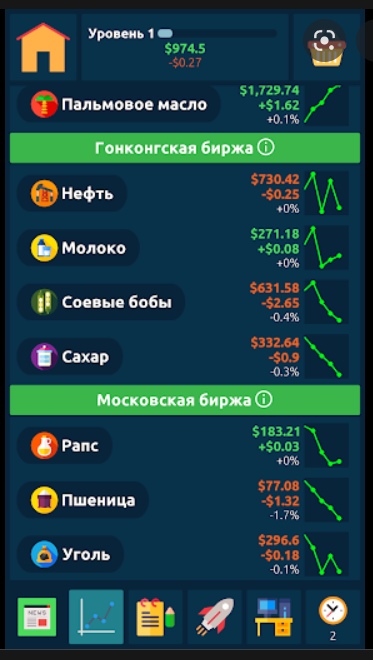 Уровень 1
$974.5
-$0.27
$1,729.74
Пальмовое масло
+$1.62
+0.1%
Гонконгская биржа
$730.42
Нефть
-$0.25
+0%
$271.18
Молоко
+$0.08
+0%
$631.58
Соевые бобы
-$2.65
-0.4%
$332.64
Сахар
-$0.9
-0.3%
Московская биржа
$183.21
Рапс
+$0.03
+0%
$77.08
Пшеница
-$1.32
-1.7%
$296.6
Уголь
-$0.18
-0.1%
NEWS
2